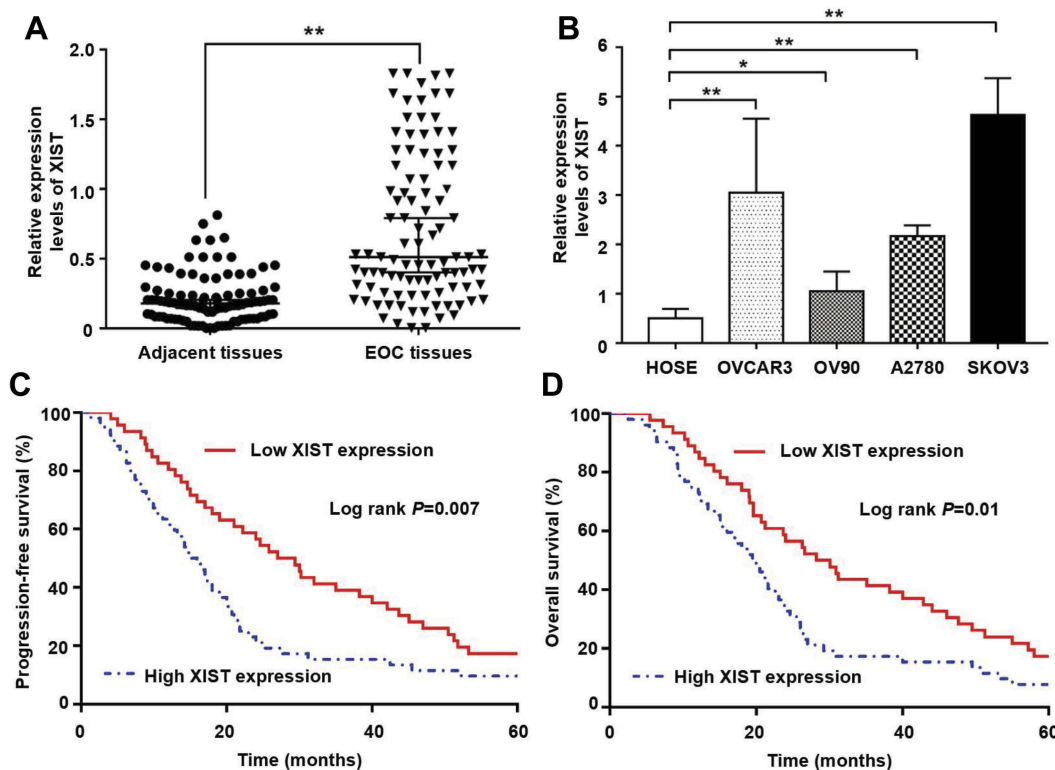 A
**
2.0
1.5
1.0
0.5
0
Relative expression
levels of XIST
Adjacent tissues
EOC tissues
B
**
**
*
**
6
5
4
3
2
1
0
Relative expression
levels of XIST
HOSE
OVCAR3
OV90
A2780
SKOV3
C
100
80
60
40
20
0
Progression-free survival (%)
Low XIST expression
Log rank P=0.007
High XIST expression
0
20
40
60
Time (months)
D
100
80
60
40
20
0
Overall survival (%)
Low XIST expression
Log rank P=0.01
High XIST expression
0
20
40
60
Time (months)